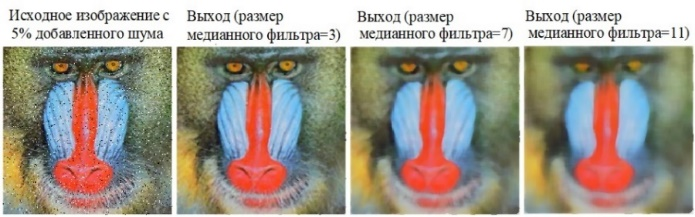 Исходное изображение с
5% добавленного шума
Выход (размер
медианного фильтра=3)
Выход (размер
медианного фильтра=7)
Выход (размер
медианного фильтра=11)